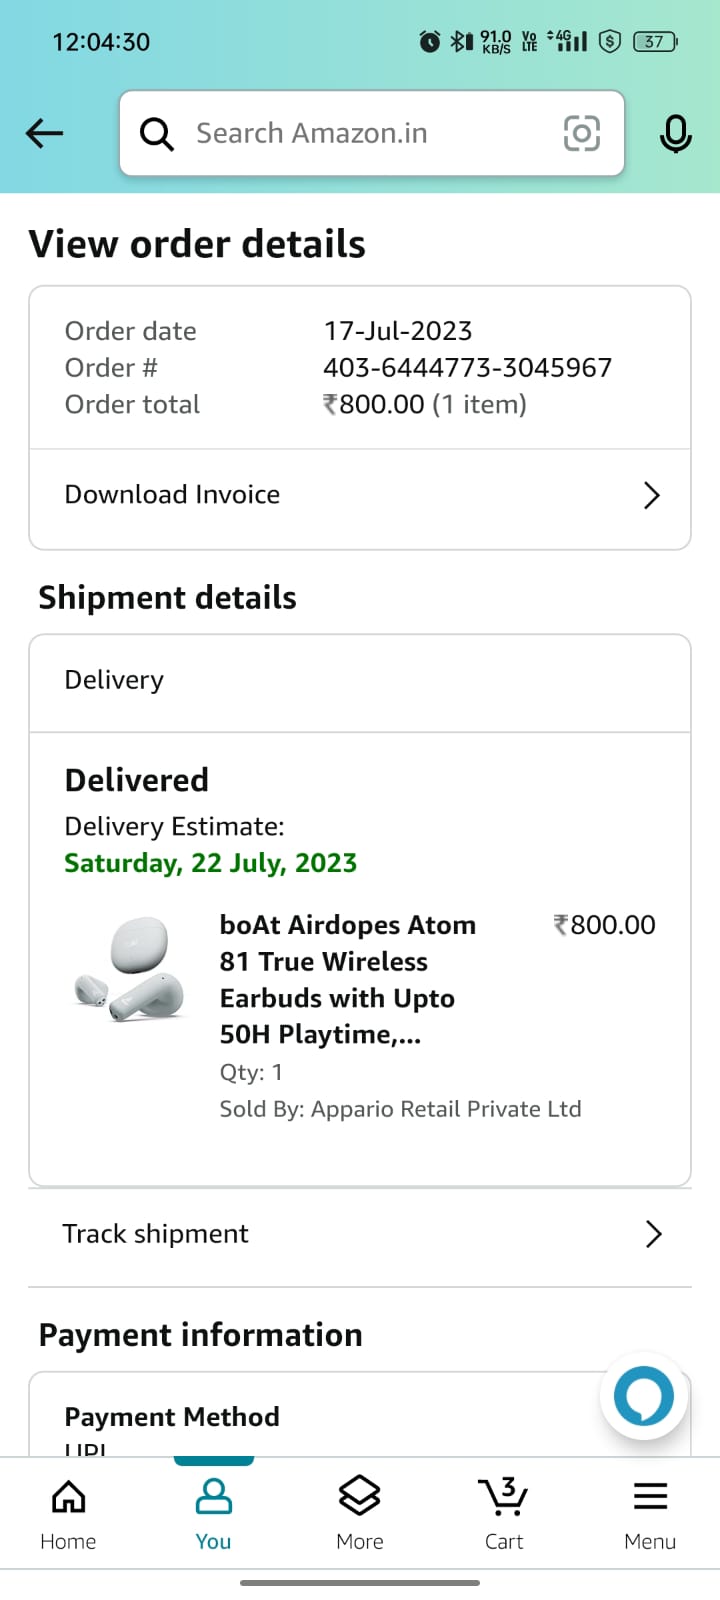 12:04:30
91.0 KB/S VO LTE 4G 37
Search Amazon.in
View order details
Order date 17-Jul-2023
Order # 403-6444773-3045967
Order total ₹800.00 (1 item)
Download Invoice
Shipment details
Delivery
Delivered
Delivery Estimate:
Saturday, 22 July, 2023
boAt Airdopes Atom ₹800.00
81 True Wireless
Earbuds with Upto
50H Playtime,...
Qty: 1
Sold By: Appario Retail Private Ltd
Track shipment
Payment information
Payment Method
UPI
3
Home You More Cart Menu